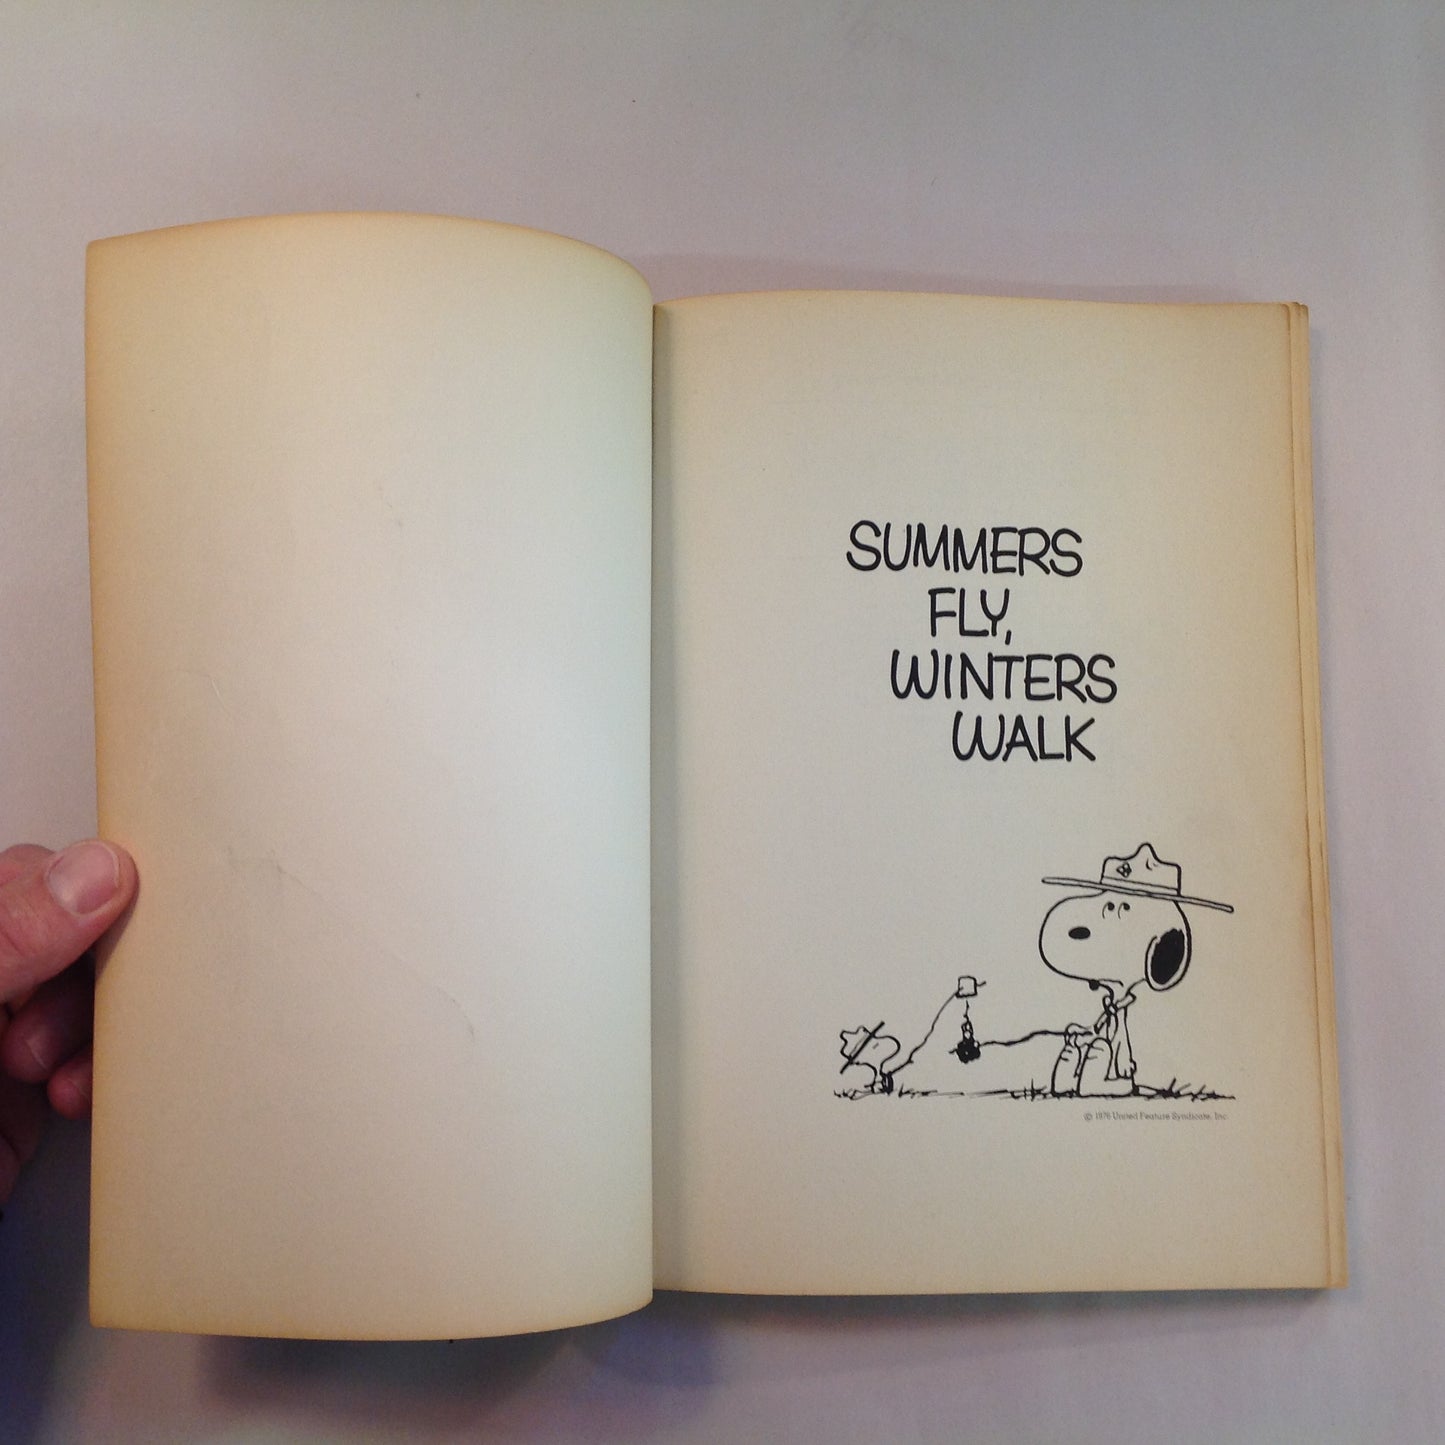 SUMMERS
FLY,
WINTERS
WALK
© 1976 United Feature Syndicate, Inc.